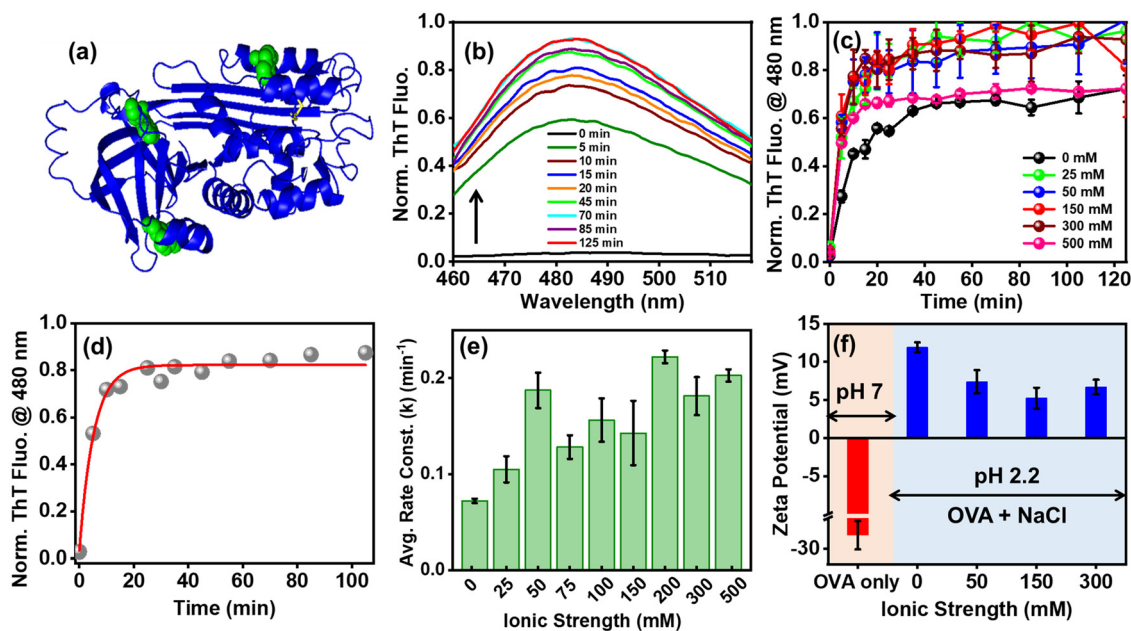 (a)
(b)
Norm. ThT Fluo.
1.0
0.8
0.6
0.4
0.2
0.0
0 min
5 min
10 min
15 min
20 min
45 min
70 min
85 min
125 min
460 470 480 490 500 510
Wavelength (nm)
(c)
Norm. ThT Fluo. @ 480 nm
1.0
0.8
0.6
0.4
0.2
0.0
0 mM
25 mM
50 mM
150 mM
300 mM
500 mM
0 20 40 60 80 100 120
Time (min)
(d)
Norm. ThT Fluo. @ 480 nm
1.0
0.8
0.8
0.4
0.2
0.0
0 20 40 60 80 100
Time (min)
(e)
Avg. Rate Const. (k) (min⁻¹)
0.2
0.1
0.0
0 25 50 75 100 150 200 300 500
Ionic Strength (mM)
(f)
Zeta Potential (mV)
15
10
5
0
-5
-30
pH 7
pH 2.2
OVA + NaCl
OVA only 0 50 150 300
Ionic Strength (mM)